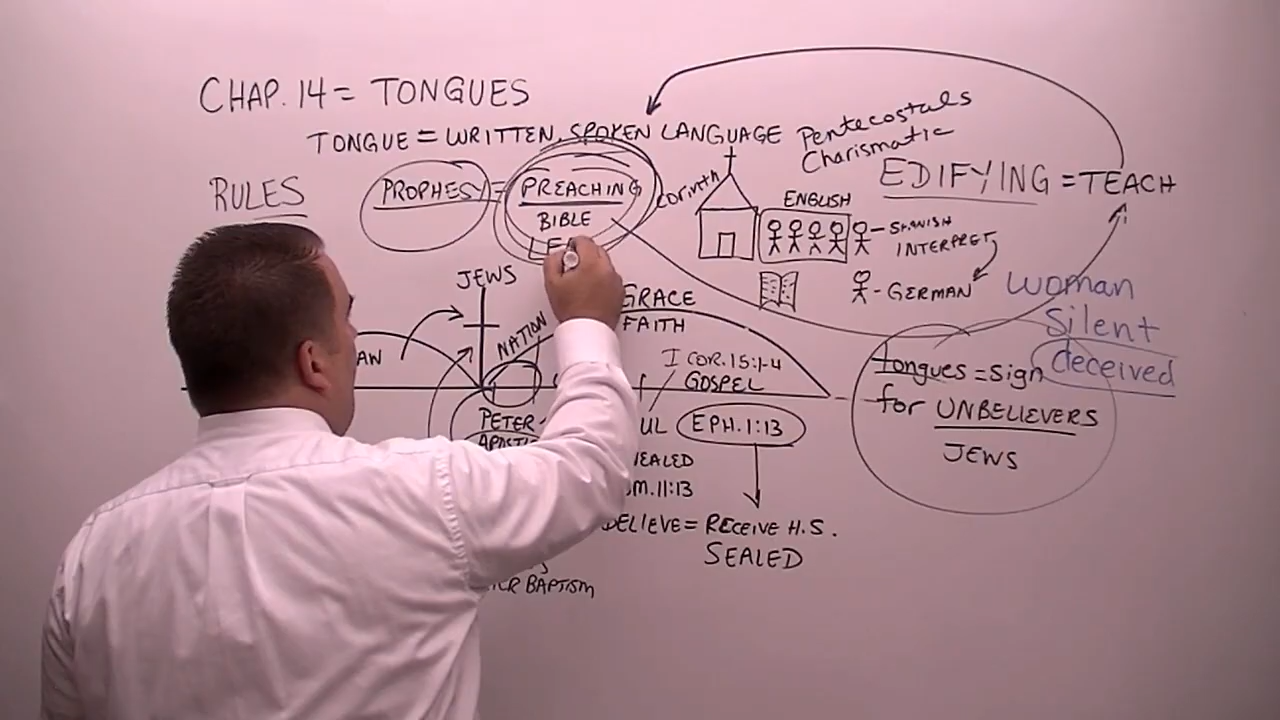 CHAP. 14 = TONGUES
TONGUE = WRITTEN, SPOKEN LANGUAGE
Pentecostals
Charismatic
RULES
PROPHESY = PREACHING
BIBLE
Corinth
ENGLISH
EDIFYING = TEACH
SPANISH
INTERPRET
GERMAN
woman
Silent
deceived
JEWS
NATION
GRACE
FAITH
I COR. 15:1-4
GOSPEL
PETER
EPH. 1:13
tongues = sign
for UNBELIEVERS
JEWS
11:13
BELIEVE = RECEIVE H.S.
SEALED
BAPTISM